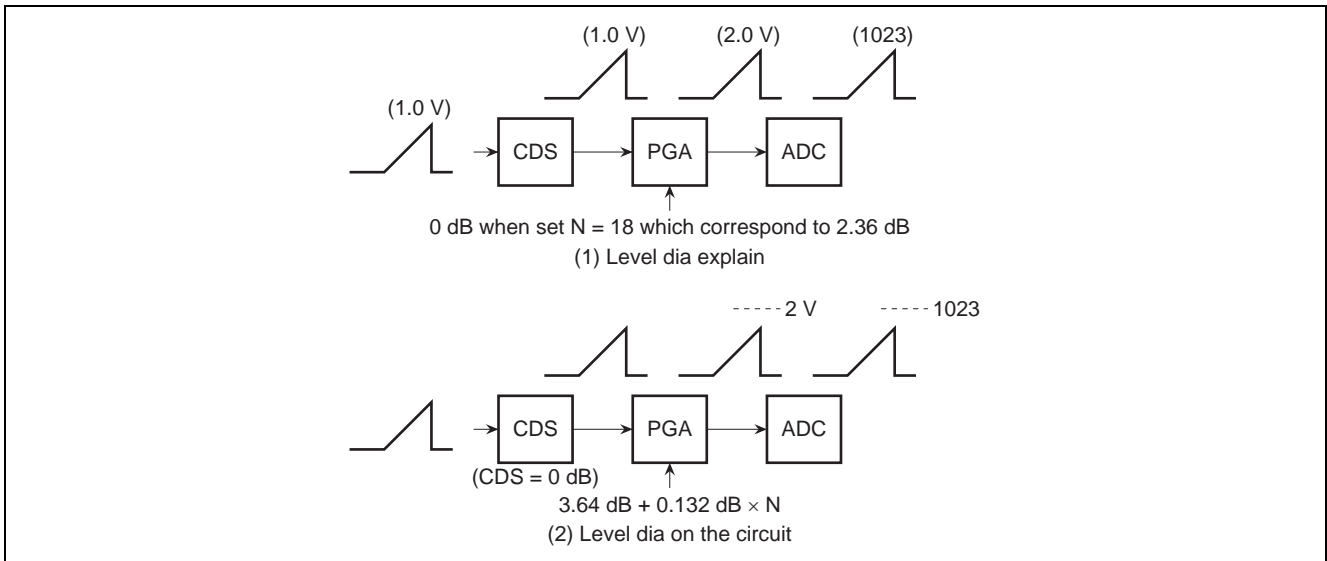 (1.0 V) (2.0 V) (1023)
(1.0 V)
CDS PGA ADC
0 dB when set N = 18 which correspond to 2.36 dB
(1) Level dia explain
2 V 1023
CDS PGA ADC
(CDS = 0 dB)
3.64 dB + 0.132 dB × N
(2) Level dia on the circuit